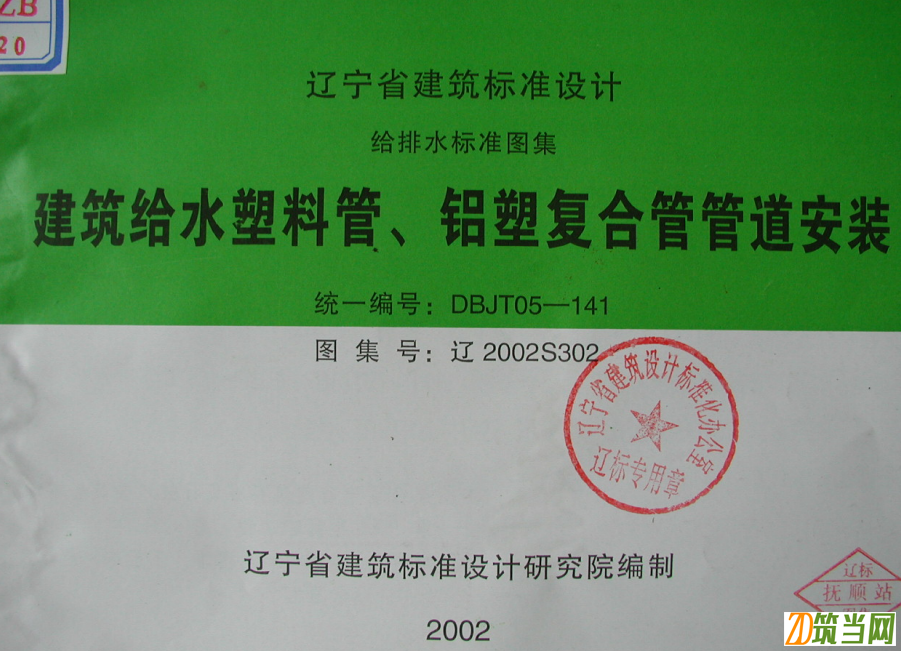 ZB
20
辽宁省建筑标准设计
给排水标准图集
建筑给水塑料管、铝塑复合管管道安装
统一编号：DBJT05—141
图 集 号：辽 2002S302
辽宁省建筑设计标准化办公室
辽标专用章
辽宁省建筑标准设计研究院编制
2002
辽标
抚顺站
ZD筑当网